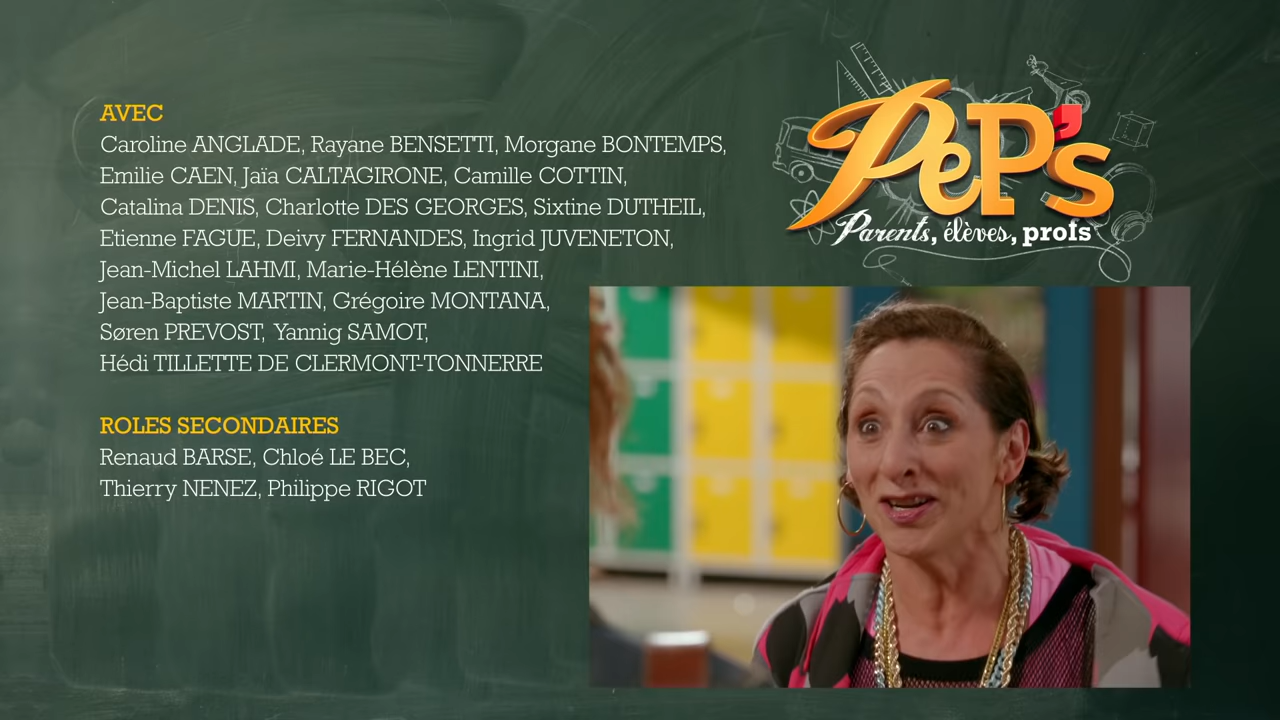 AVEC
Caroline ANGLADE, Rayane BENSETTI, Morgane BONTEMPS,
Emilie CAEN, Jaïa CALTAGIRONE, Camille COTTIN,
Catalina DENIS, Charlotte DES GEORGES, Sixtine DUTHEIL,
Etienne FAGUE, Deivy FERNANDES, Ingrid JUVENETON,
Jean-Michel LAHMI, Marie-Hélène LENTINI,
Jean-Baptiste MARTIN, Grégoire MONTANA,
Søren PREVOST, Yannig SAMOT,
Hédi TILLETTE DE CLERMONT-TONNERRE
ROLES SECONDAIRES
Renaud BARSE, Chloé LE BEC,
Thierry NENEZ, Philippe RIGOT
PeP's
Parents, élèves, profs